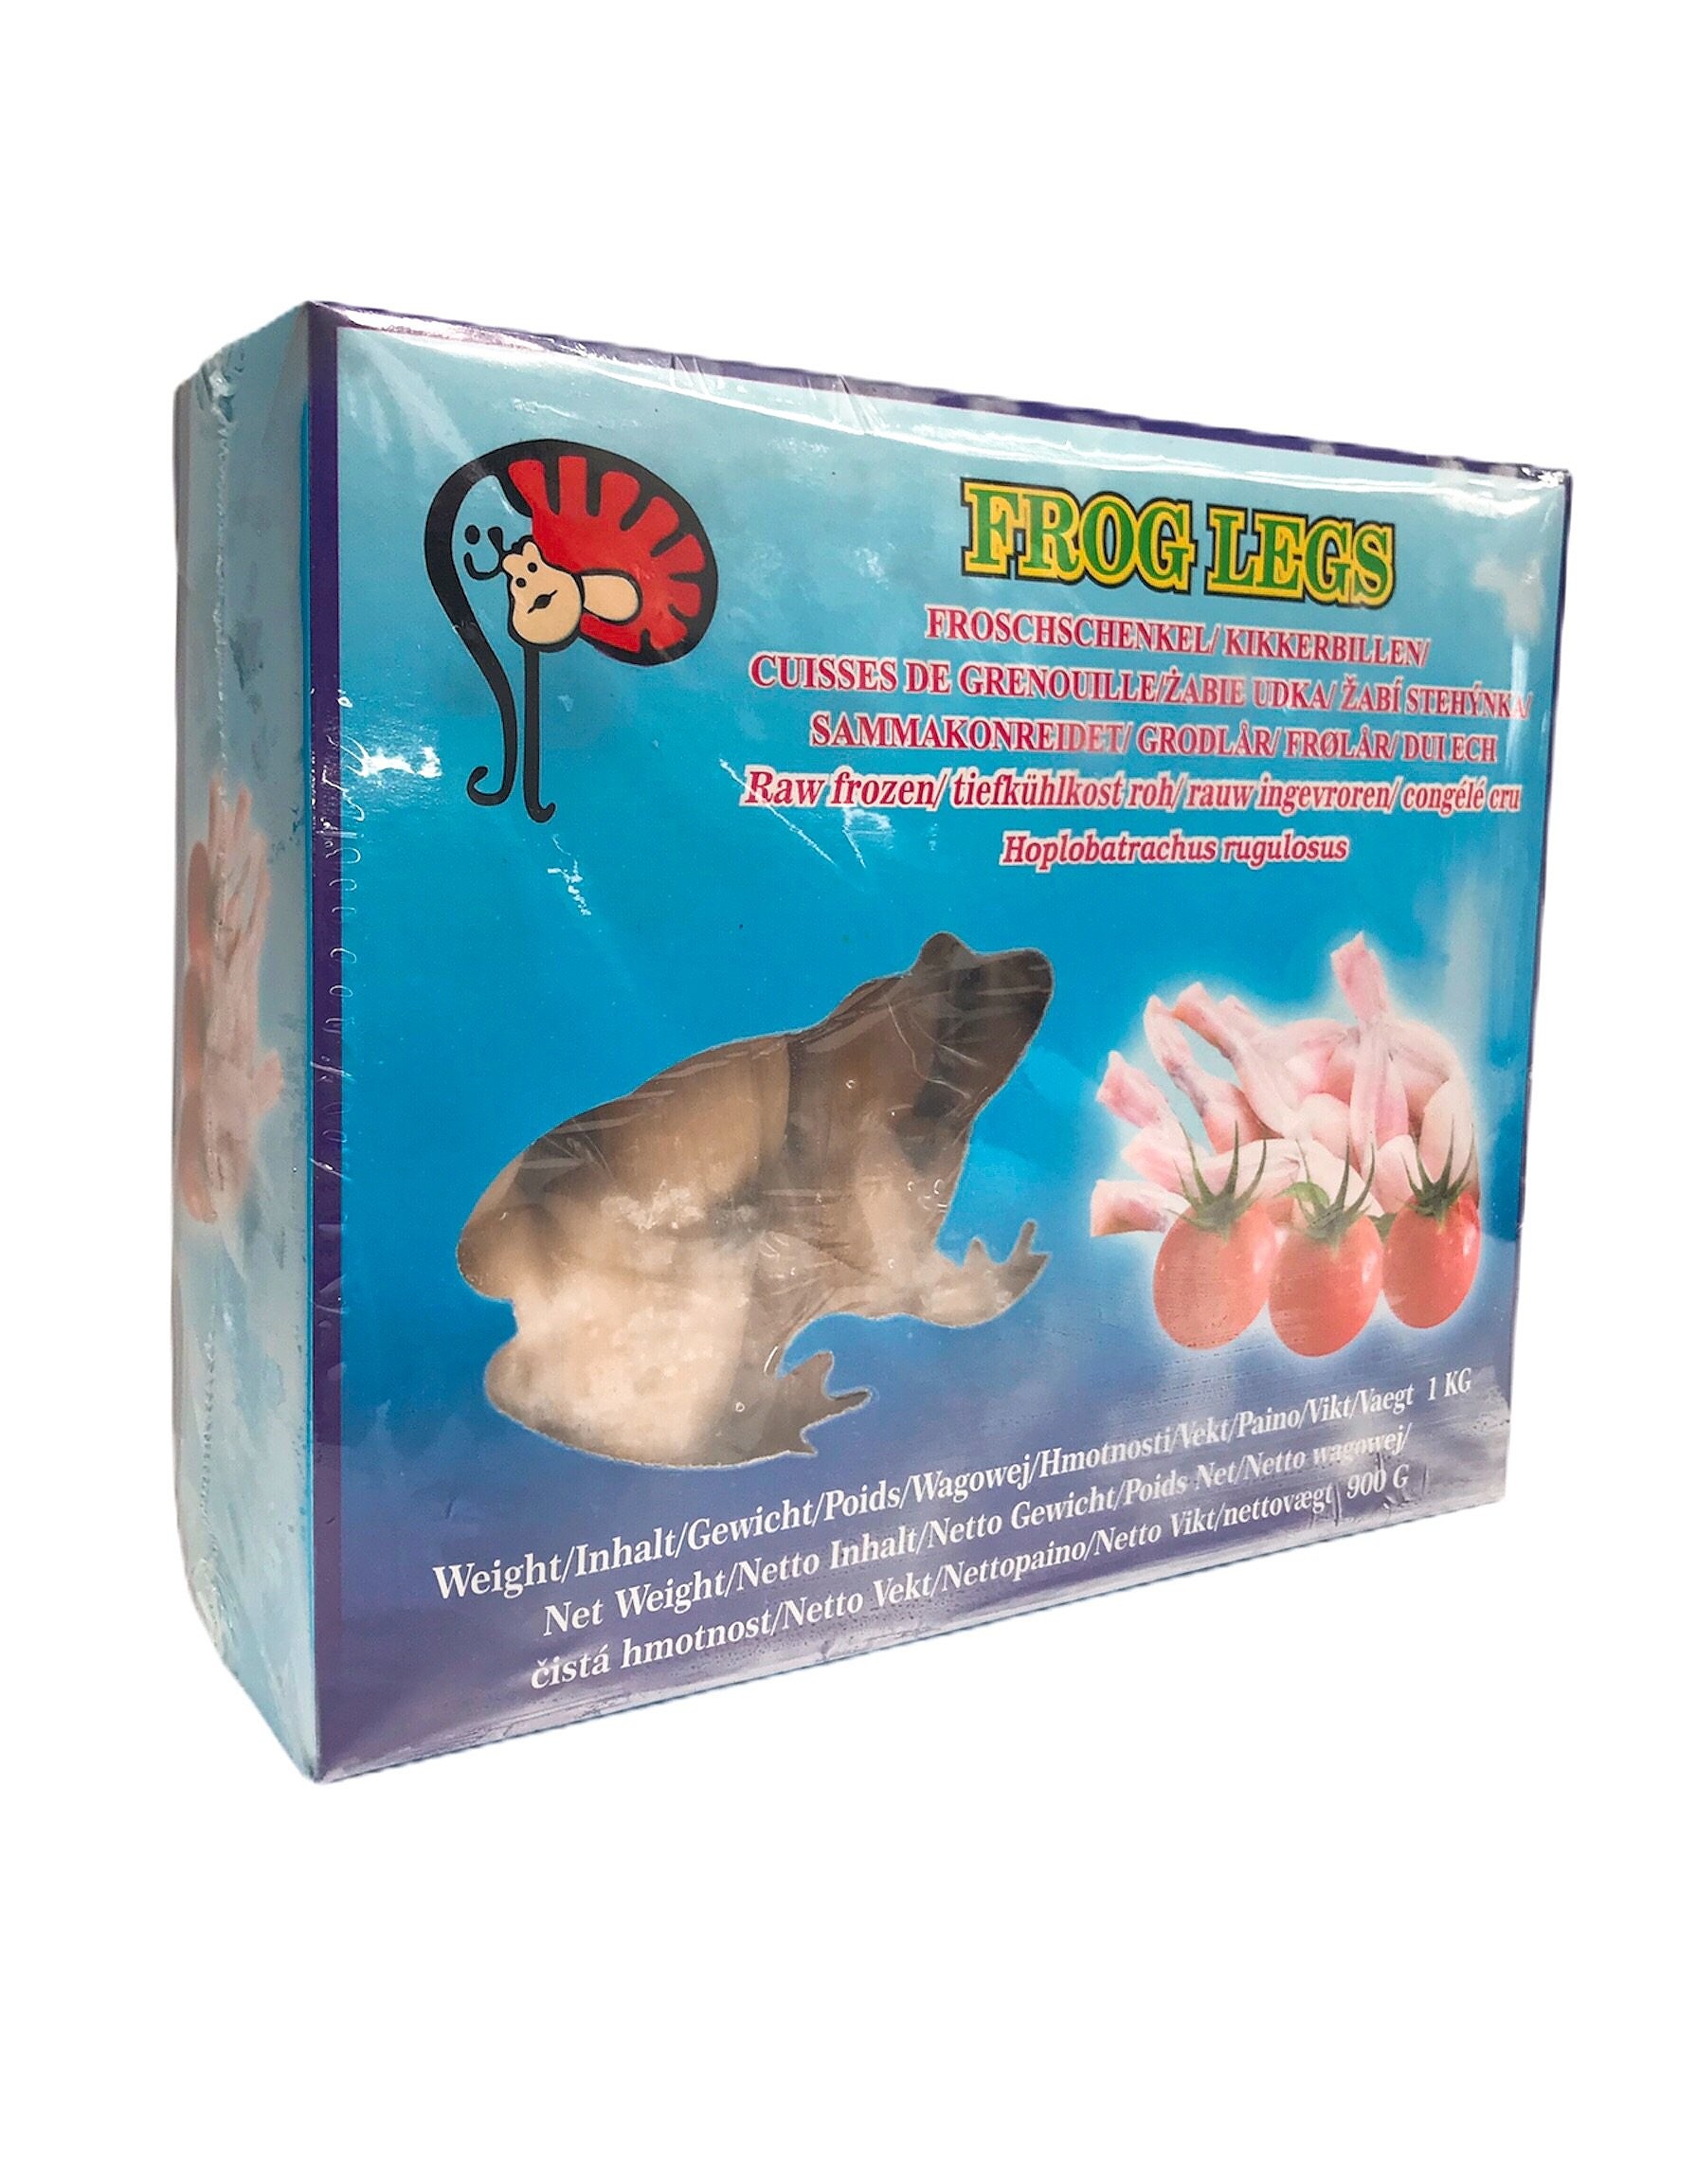 FROG LEGS
FROSCHSCHENKEL/ KIKKERBILLEN/
CUISSES DE GRENOUILLE/ŻABIE UDKA/ ŽABÍ STEHÝNKA/
SAMMAKONREIDET/ GRODLÅR/ FRØLÅR/ DUI ECH
Raw frozen/ tiefkühlkost roh/ rauw ingevroren/ congélé cru
Hoplobatrachus rugulosus
Weight/Inhalt/Gewicht/Poids/Wagowej/Hmotnosti/Vekt/Paino/Vikt/Vaegt 1 KG
Net Weight/Netto Inhalt/Netto Gewicht/Poids Net/Netto wagowej/
čistá hmotnost/Netto Vekt/Nettopaino/Netto Vikt/nettovægt 900 G